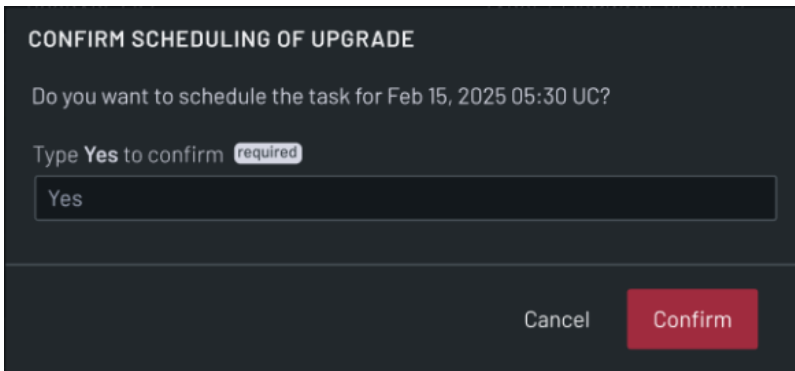 CONFIRM SCHEDULING OF UPGRADE
Do you want to schedule the task for Feb 15, 2025 05:30 UC?
Type Yes to confirm required
Yes
Cancel Confirm